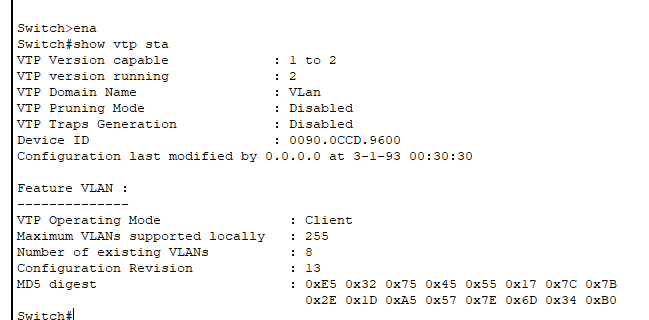 Switch>ena
Switch#show vtp sta
VTP Version capable : 1 to 2
VTP version running : 2
VTP Domain Name : VLan
VTP Pruning Mode : Disabled
VTP Traps Generation : Disabled
Device ID : 0090.0CCD.9600
Configuration last modified by 0.0.0.0 at 3-1-93 00:30:30
Feature VLAN :
--------------
VTP Operating Mode : Client
Maximum VLANs supported locally : 255
Number of existing VLANs : 8
Configuration Revision : 13
MD5 digest : 0xE5 0x32 0x75 0x45 0x55 0x17 0x7C 0x7B
0x2E 0x1D 0xA5 0x57 0x7E 0x6D 0x34 0xB0
Switch#